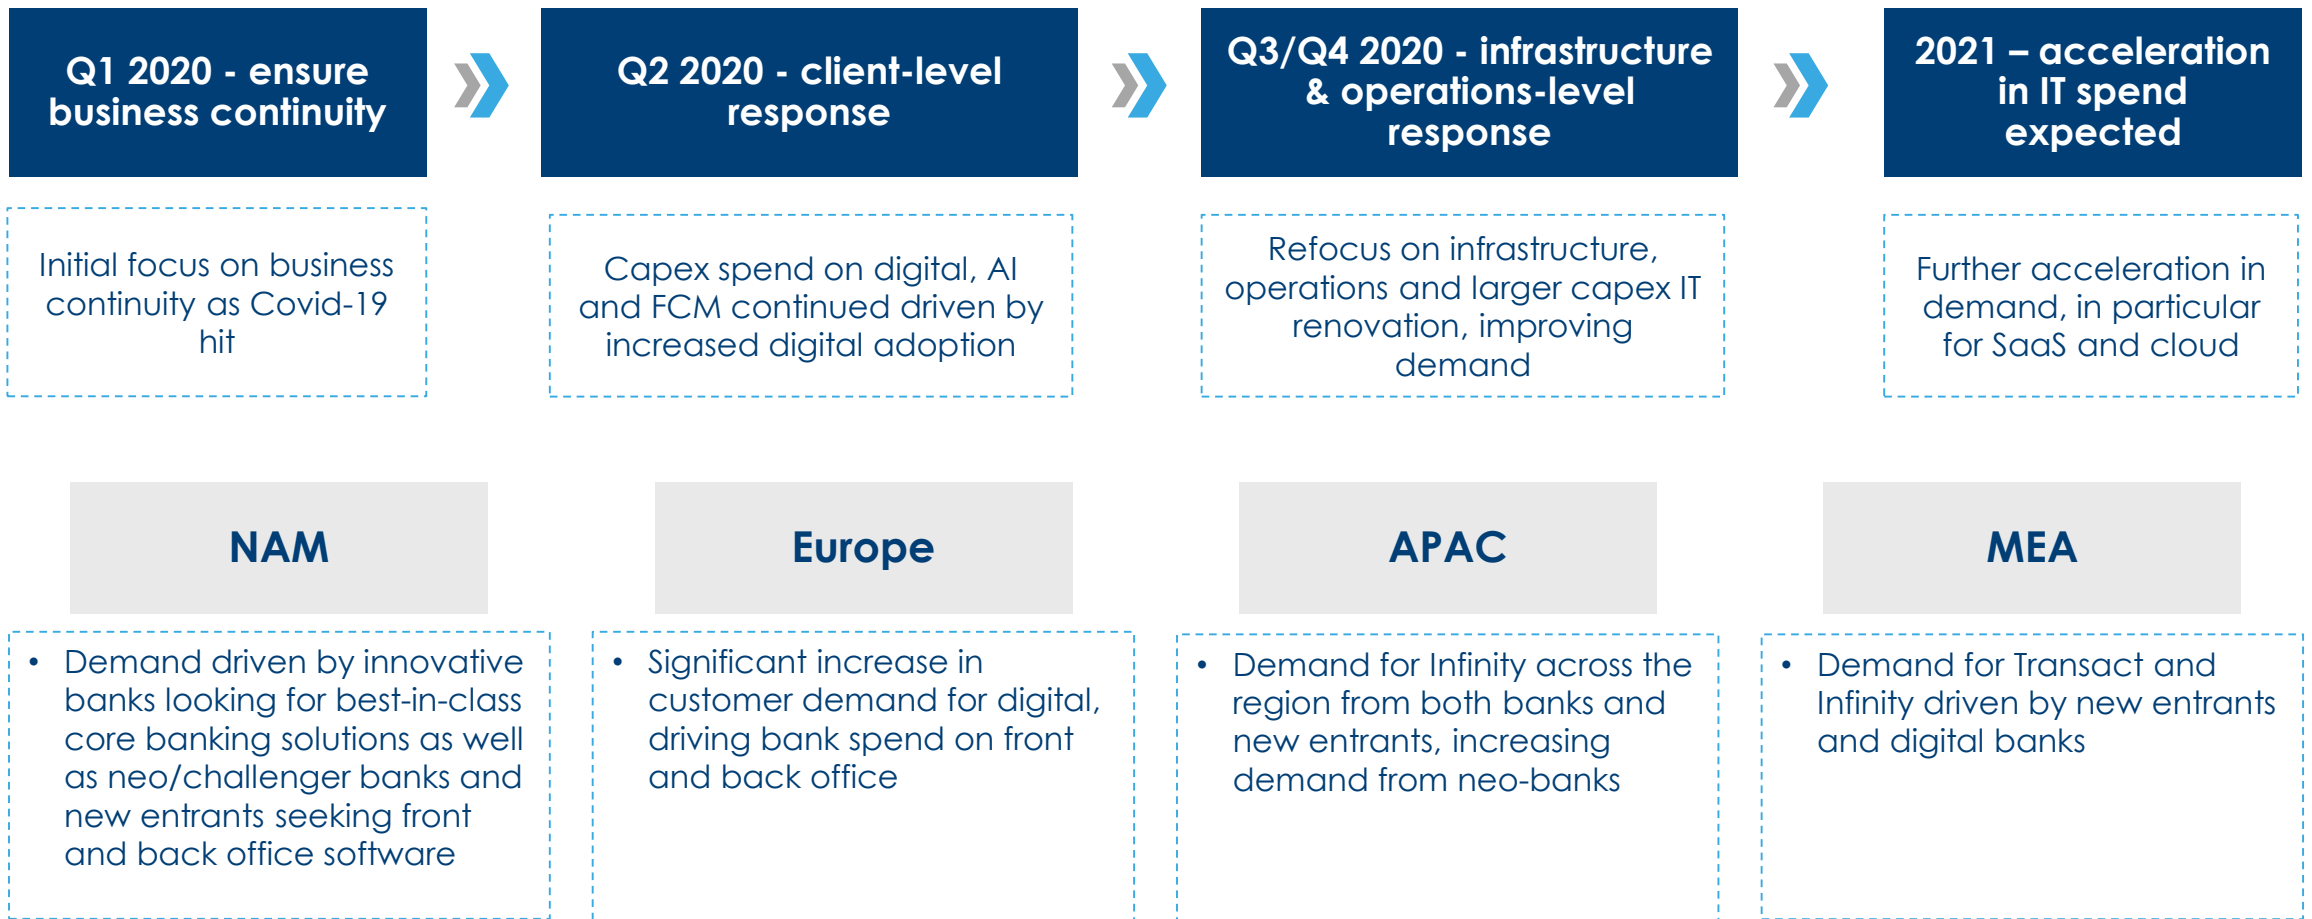 Q1 2020 - ensure
business continuity
Q2 2020 - client-level
response
Q3/Q4 2020 - infrastructure
& operations-level
response
2021 – acceleration
in IT spend
expected
Initial focus on business
continuity as Covid-19
hit
Capex spend on digital, AI
and FCM continued driven by
increased digital adoption
Refocus on infrastructure,
operations and larger capex IT
renovation, improving
demand
Further acceleration in
demand, in particular
for SaaS and cloud
NAM
Europe
APAC
MEA
• Demand driven by innovative
banks looking for best-in-class
core banking solutions as well
as neo/challenger banks and
new entrants seeking front
and back office software
• Significant increase in
customer demand for digital,
driving bank spend on front
and back office
• Demand for Infinity across the
region from both banks and
new entrants, increasing
demand from neo-banks
• Demand for Transact and
Infinity driven by new entrants
and digital banks